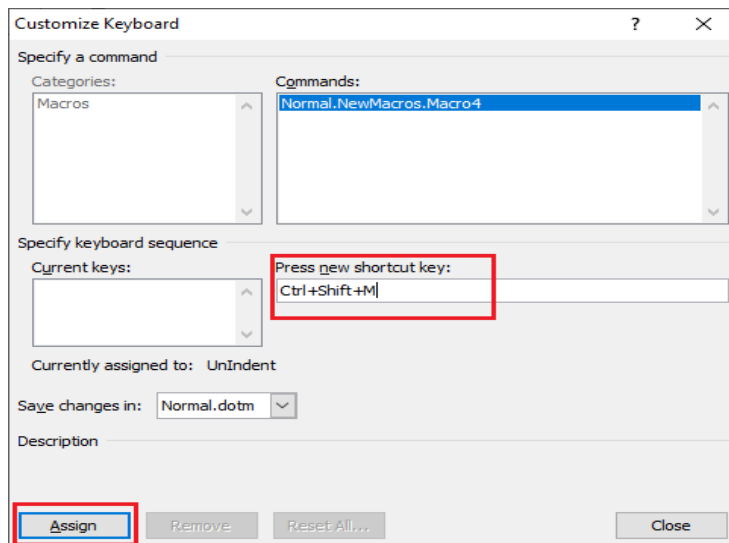 Customize Keyboard ? ×
Specify a command
Categories: Commands:
Macros Normal.NewMacros.Macro4
Specify keyboard sequence
Current keys: Press new shortcut key:
Ctrl+Shift+M
Currently assigned to: UnIndent
Save changes in: Normal.dotm
Description
Assign Remove Reset All... Close